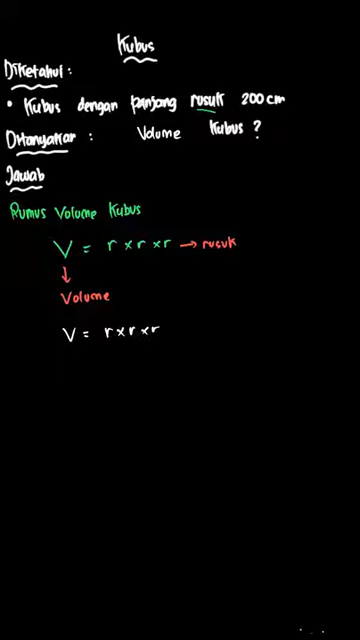 Kubus
Diketahui :
• Kubus dengan panjang rusuk 200 cm
Ditanyakan : Volume Kubus ?
Jawab
Rumus Volume Kubus
V = r × r × r → rusuk
↓
Volume
V = r × r × r